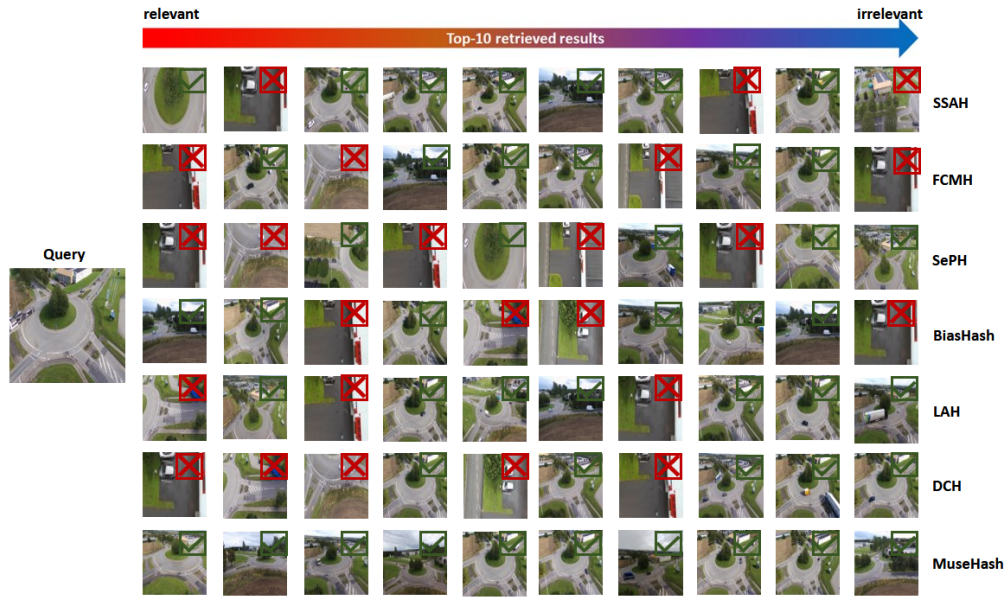 relevant
irrelevant
Top-10 retrieved results
SSAH
FCMH
Query
SePH
BiasHash
LAH
DCH
MuseHash